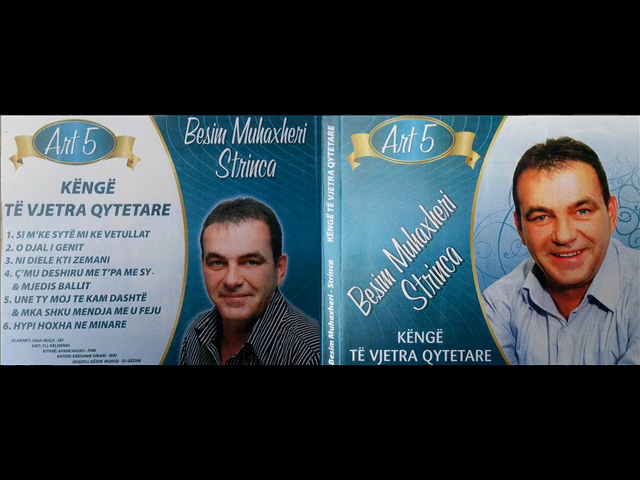 Art 5
KËNGË
TË VJETRA QYTETARE
1. SI M'KE SYTË MI KE VETULLAT
2. O DJAL I GENIT
3. NI DIELE KTI ZEMANI
4. Ç'MU DESHIRU ME T'PA ME SY-
& MJEDIS BALLIT
5. UNE TY MOJ TE KAM DASHTË
& MKA SHKU MENDJA ME U FEJU
6. HYPI HOXHA NE MINARE
Besim Muhaxheri
Strinca
Besim Muhaxheri - Strinca KËNGË TË VJETRA QYTETARE
Art 5
Besim Muhaxheri
Strinca
KËNGË
TË VJETRA QYTETARE